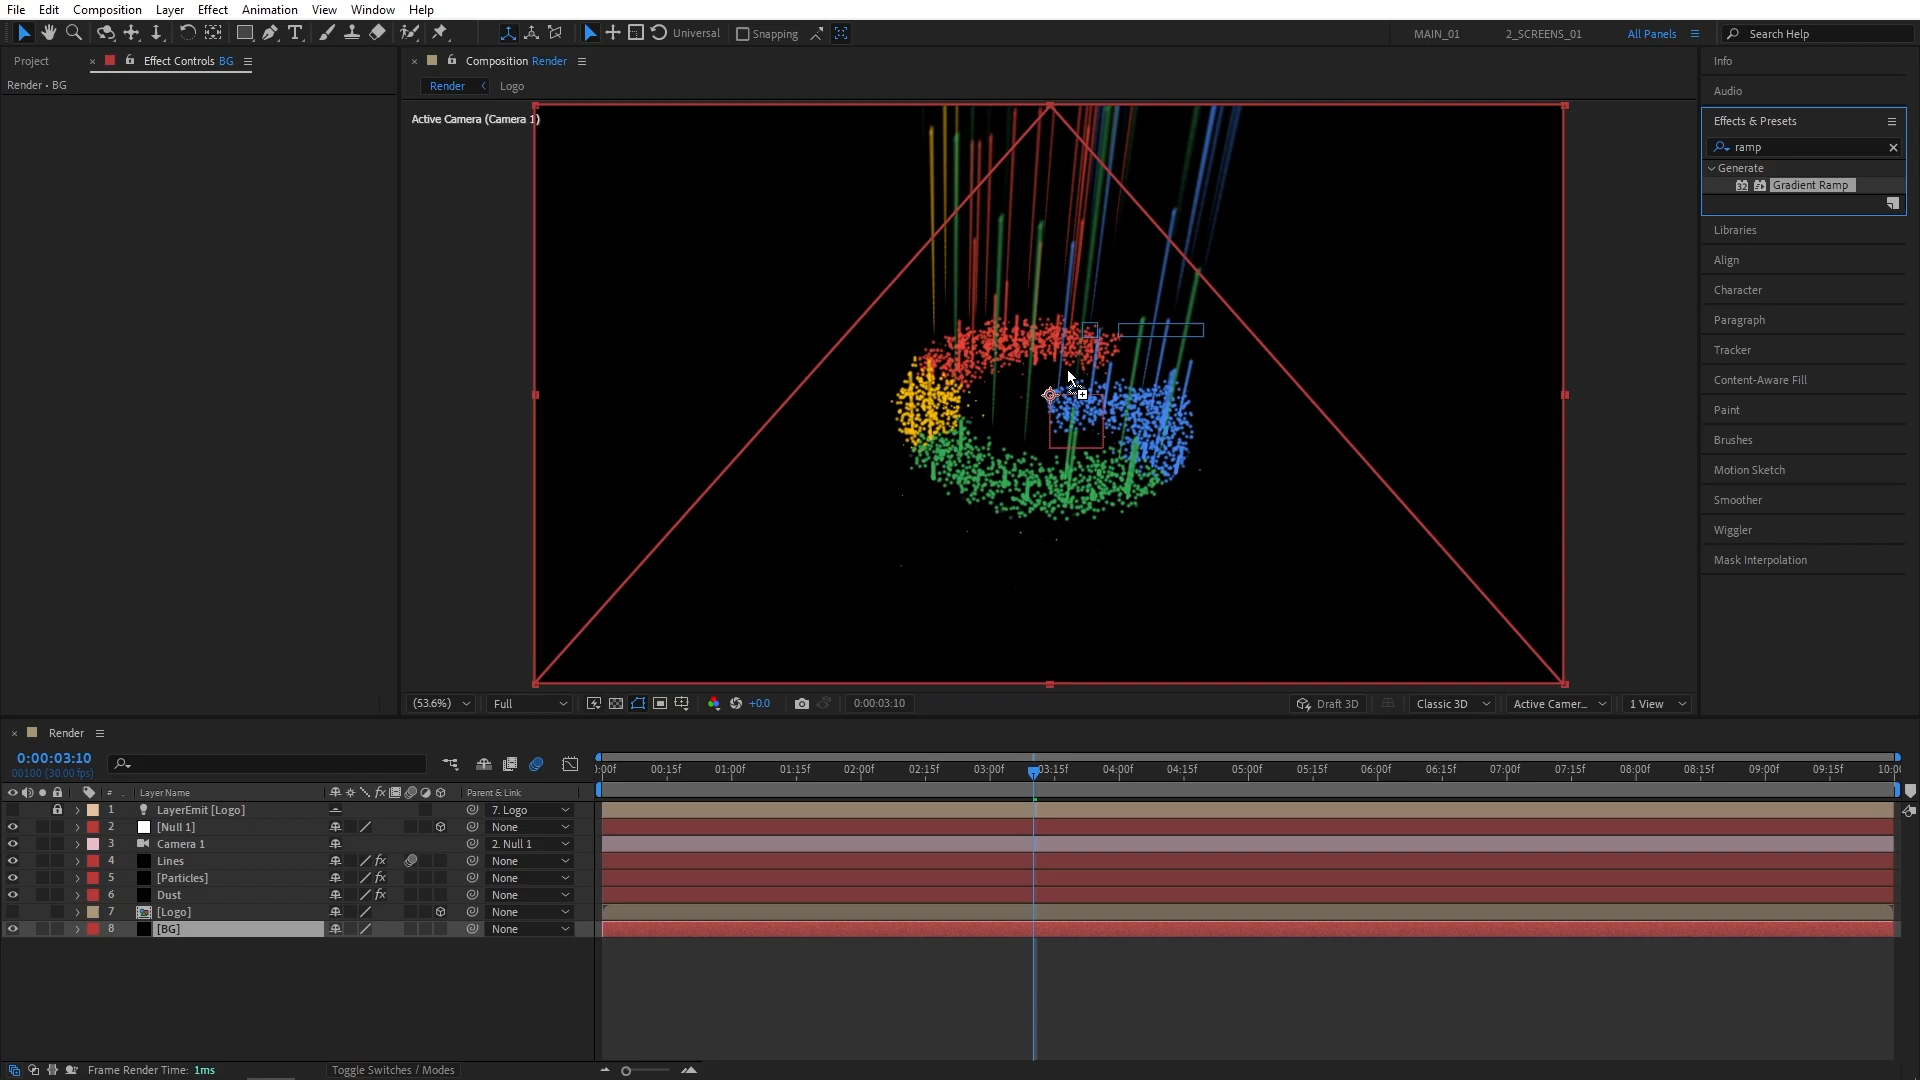 File Edit Composition Layer Effect Animation View Window Help
Universal Snapping MAIN_01 2_SCREENS_01 All Panels Search Help
Project Effect Controls BG Composition Render Info
Render • BG Render Logo Audio
Active Camera (Camera 1)
Effects & Presets
ramp
Generate
32 Gradient Ramp
Libraries
Align
Character
Paragraph
Tracker
Content-Aware Fill
Paint
Brushes
Motion Sketch
Smoother
Wiggler
Mask Interpolation
(53.6%) Full +0.0 0:00:03:10 Draft 3D Classic 3D Active Camer... 1 View
Render
0:00:03:10
00100 (30.00 fps)
):00f 00:15f 01:00f 01:15f 02:00f 02:15f 03:00f 03:15f 04:00f 04:15f 05:00f 05:15f 06:00f 06:15f 07:00f 07:15f 08:00f 08:15f 09:00f 09:15f 10:0
# Layer Name fx Parent & Link
1 LayerEmit [Logo] 7. Logo
2 [Null 1] None
3 Camera 1 2. Null 1
4 Lines fx None
5 [Particles] fx None
6 Dust fx None
7 [Logo] None
8 [BG] None
Frame Render Time: 1ms Toggle Switches / Modes